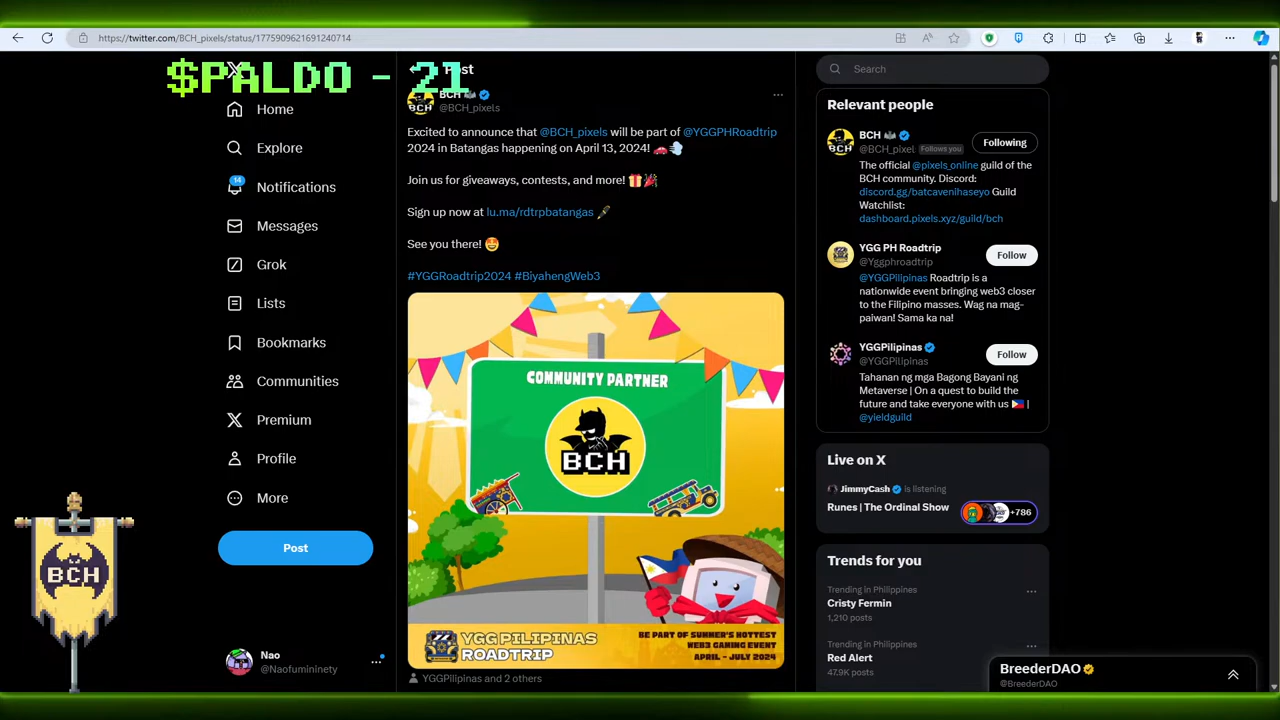 https://twitter.com/BCH_pixels/status/1775909621691240714
$PALDO - 21
Home
Explore
14
Notifications
Messages
Grok
Lists
Bookmarks
Communities
Premium
Profile
More
Post
BCH
Nao
@Naofumininety
Post
BCH
@BCH_pixels
Excited to announce that @BCH_pixels will be part of @YGGPHRoadtrip
2024 in Batangas happening on April 13, 2024! 🚗💨
Join us for giveaways, contests, and more! 🎁🎉
Sign up now at lu.ma/rdtrpbatangas
See you there! 🤩
#YGGRoadtrip2024 #BiyahengWeb3
COMMUNITY PARTNER
BCH
YGG PILIPINAS
ROADTRIP
BE PART OF SUMMER'S HOTTEST
WEB3 GAMING EVENT
APRIL - JULY 2024
YGGPilipinas and 2 others
Search
Relevant people
BCH
@BCH_pixel Follows you
Following
The official @pixels_online guild of the
BCH community. Discord:
discord.gg/batcavenihaseyo Guild
Watchlist:
dashboard.pixels.xyz/guild/bch
YGG PH Roadtrip
@Yggphroadtrip
Follow
@YGGPilipinas Roadtrip is a
nationwide event bringing web3 closer
to the Filipino masses. Wag na mag-
paiwan! Sama ka na!
YGGPilipinas
@YGGPilipinas
Follow
Tahanan ng mga Bagong Bayani ng
Metaverse | On a quest to build the
future and take everyone with us 🇵🇭 |
@yieldguild
Live on X
JimmyCash is listening
Runes | The Ordinal Show
+786
Trends for you
Trending in Philippines
Cristy Fermin
1,210 posts
Trending in Philippines
Red Alert
47.9K posts
BreederDAO
@BreederDAO